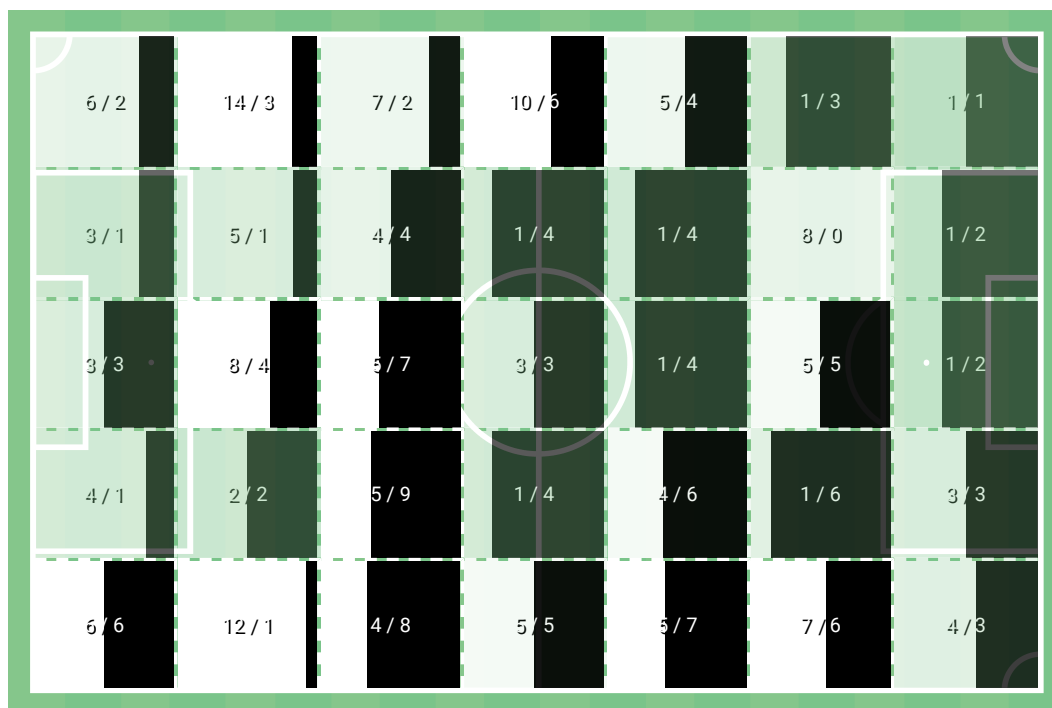 6 / 2 14 / 3 7 / 2 10 / 6 5 / 4 1 / 3 1 / 1
3 / 1 5 / 1 4 / 4 1 / 4 1 / 4 8 / 0 1 / 2
3 / 3 8 / 4 5 / 7 3 / 3 1 / 4 5 / 5 1 / 2
4 / 1 2 / 2 5 / 9 1 / 4 4 / 6 1 / 6 3 / 3
6 / 6 12 / 1 4 / 8 5 / 5 5 / 7 7 / 6 4 / 3